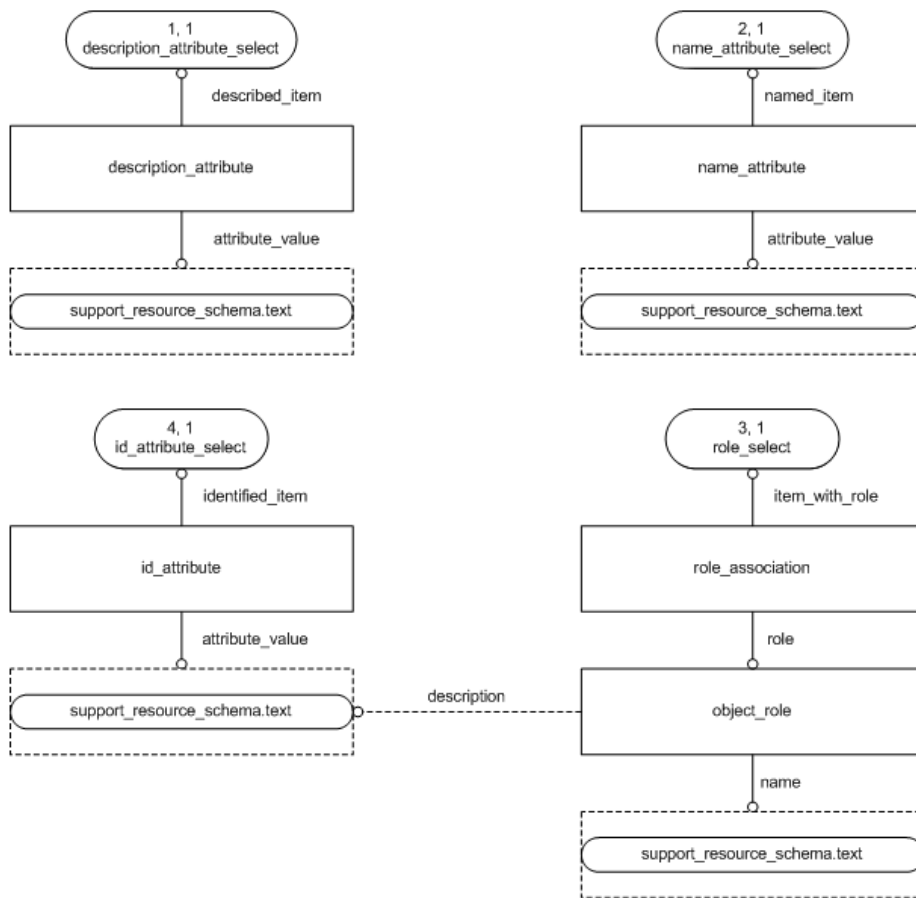 1, 1
description_attribute_select
described_item
description_attribute
attribute_value
support_resource_schema.text
2, 1
name_attribute_select
named_item
name_attribute
attribute_value
support_resource_schema.text
4, 1
id_attribute_select
identified_item
id_attribute
attribute_value
support_resource_schema.text
description
3, 1
role_select
item_with_role
role_association
role
object_role
name
support_resource_schema.text